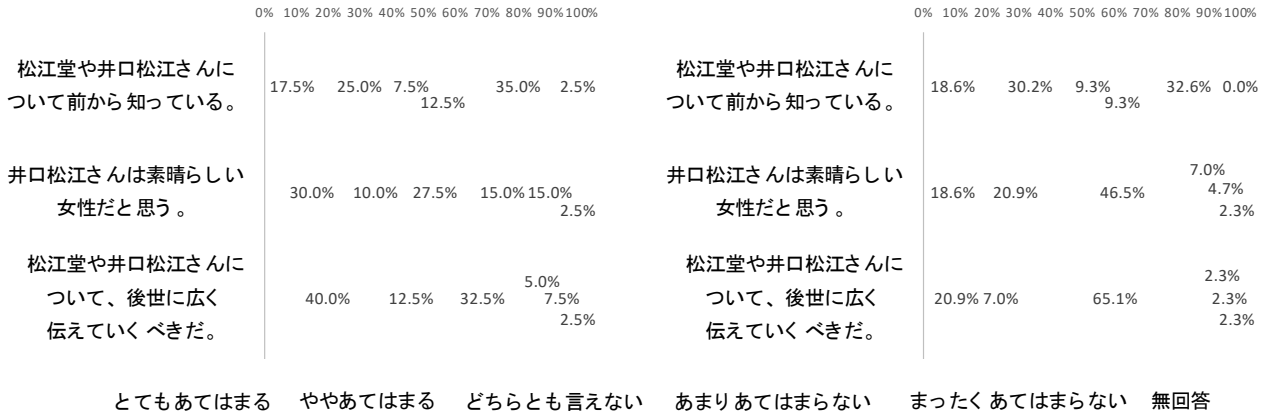 0% 10% 20% 30% 40% 50% 60% 70% 80% 90%100%
松江堂や井口松江さんに
ついて前から知っている。
17.5% 25.0% 7.5% 35.0% 2.5%
12.5%
井口松江さんは素晴らしい
女性だと思う。
30.0% 10.0% 27.5% 15.0% 15.0%
2.5%
松江堂や井口松江さんに
ついて、後世に広く
伝えていくべきだ。
5.0%
40.0% 12.5% 32.5% 7.5%
2.5%
0% 10% 20% 30% 40% 50% 60% 70% 80% 90%100%
松江堂や井口松江さんに
ついて前から知っている。
18.6% 30.2% 9.3% 32.6% 0.0%
9.3%
井口松江さんは素晴らしい
女性だと思う。
7.0%
18.6% 20.9% 46.5% 4.7%
2.3%
松江堂や井口松江さんに
ついて、後世に広く
伝えていくべきだ。
2.3%
20.9% 7.0% 65.1% 2.3%
2.3%
とてもあてはまる ややあてはまる どちらとも言えない あまりあてはまらない まったくあてはまらない 無回答